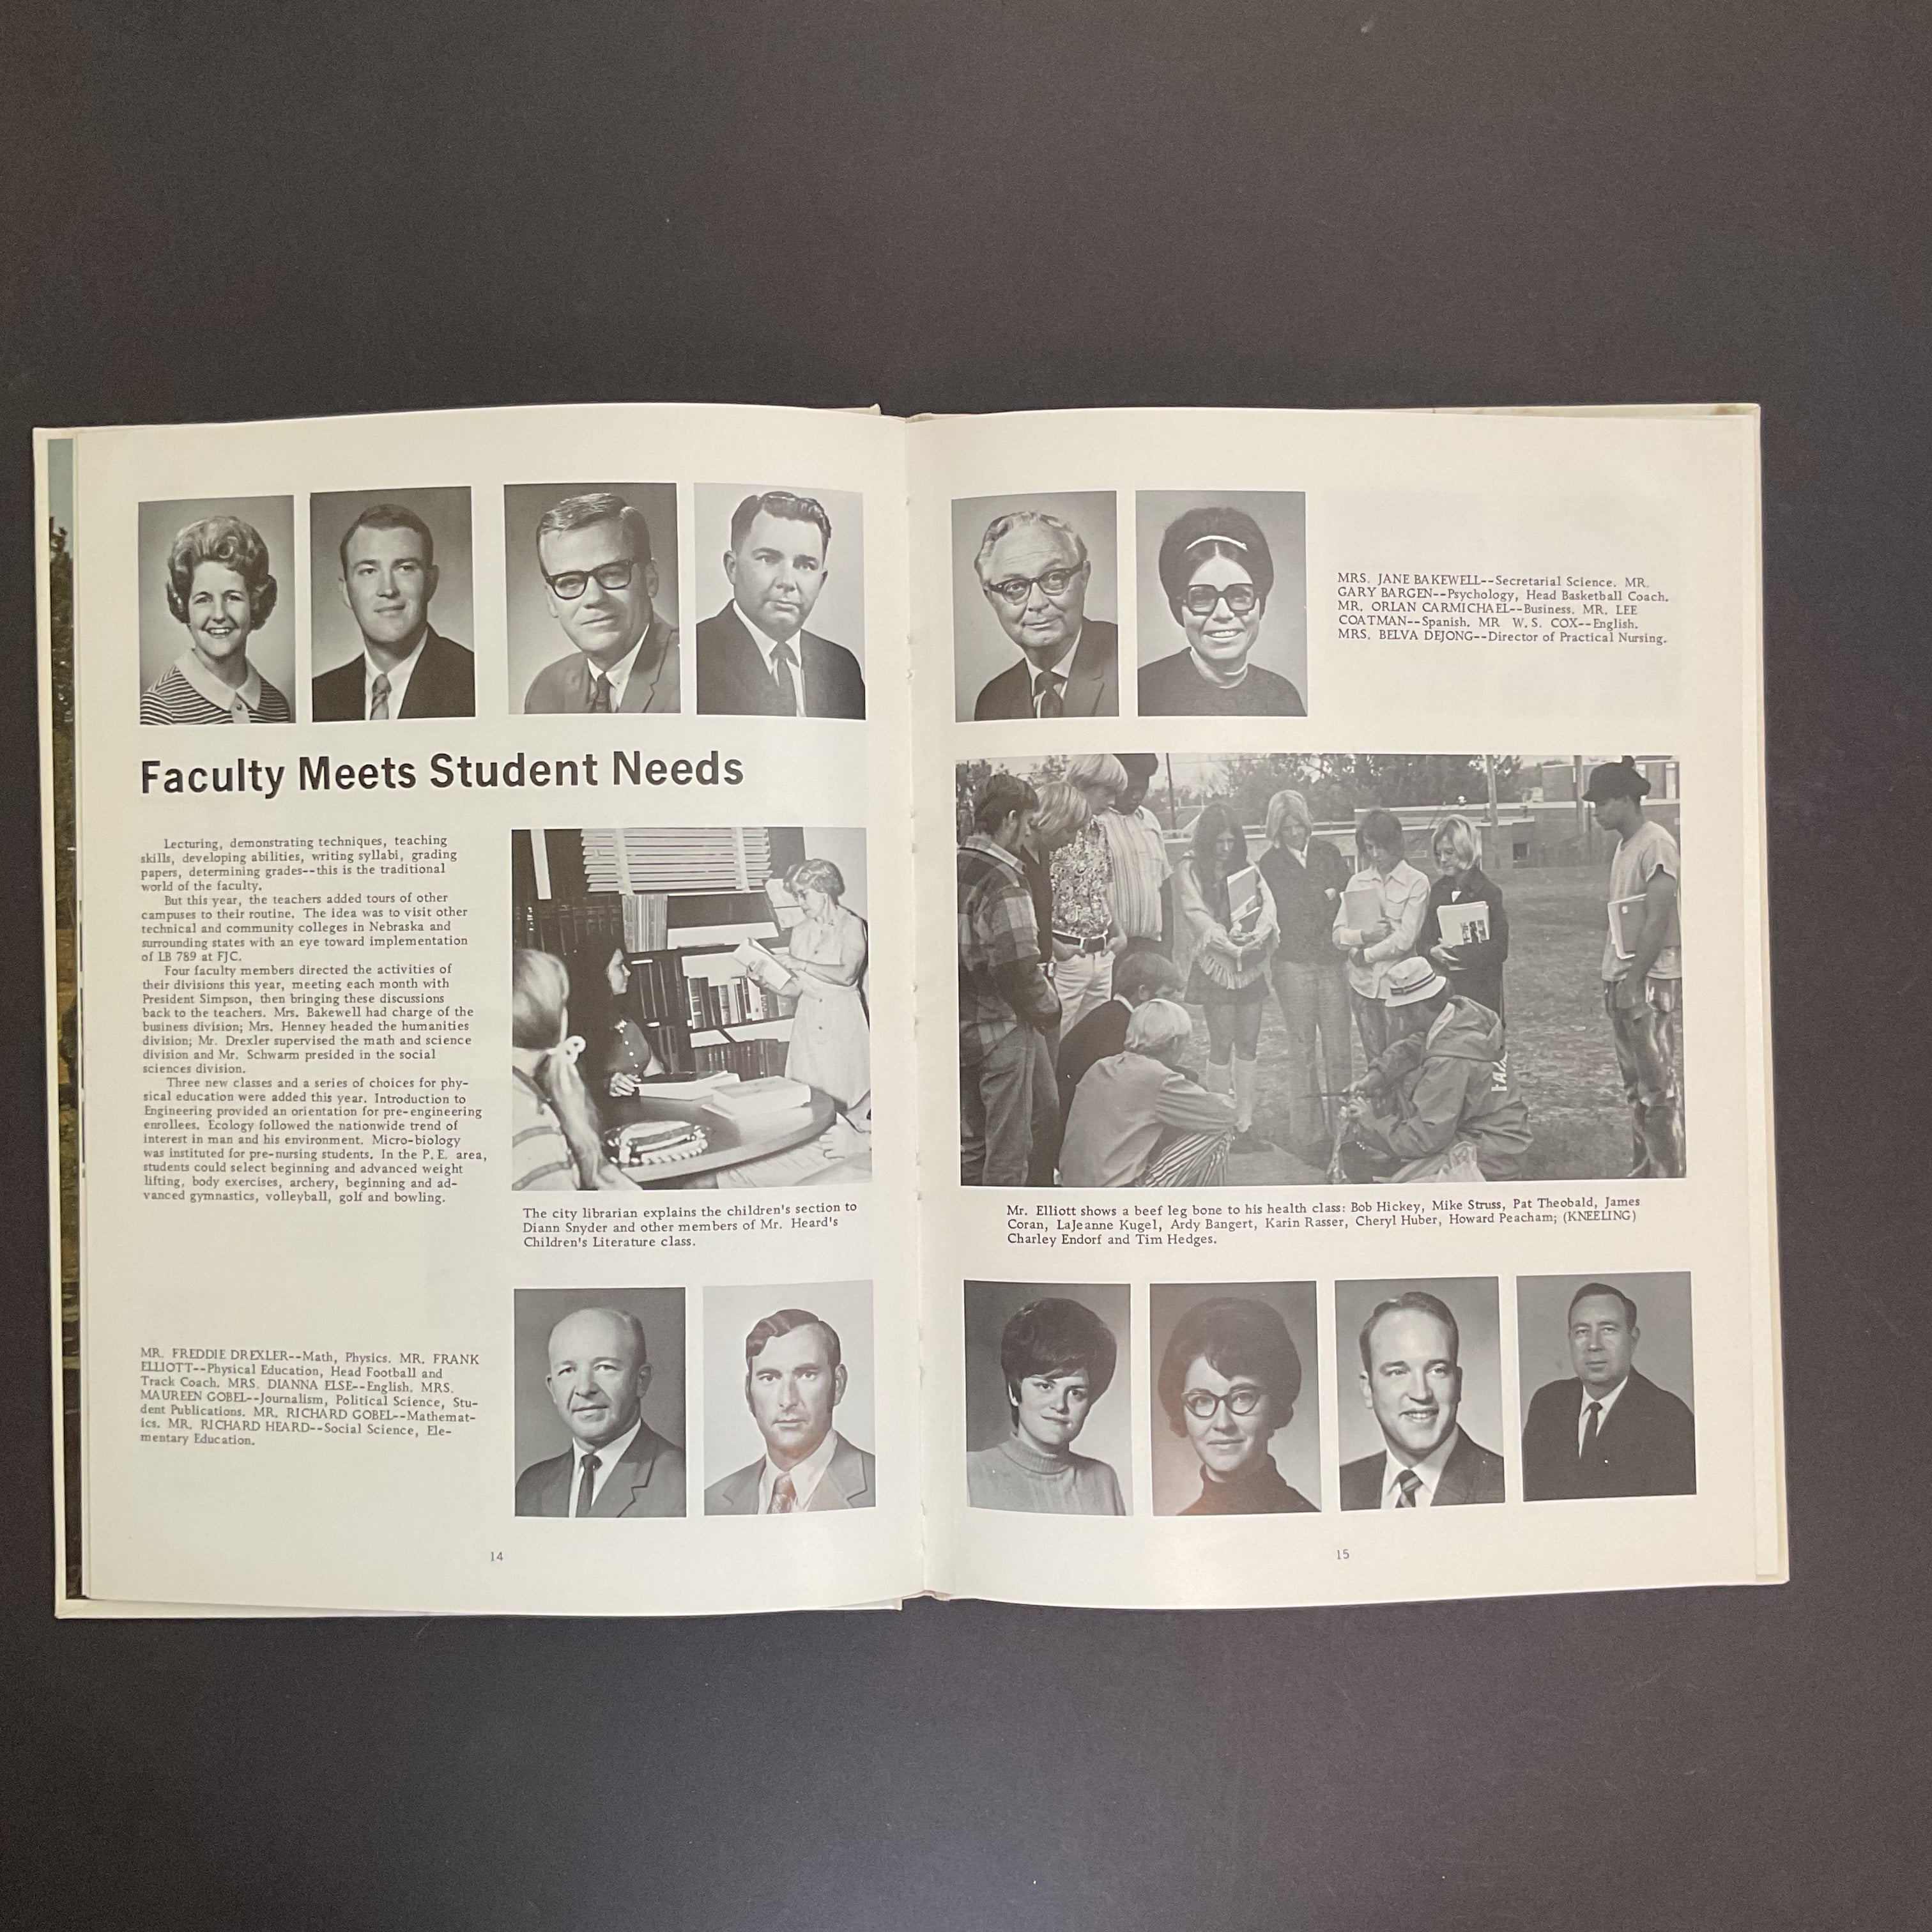 Faculty Meets Student Needs
Lecturing, demonstrating techniques, teaching
skills, developing abilities, writing syllabi, grading
papers, determining grades--this is the traditional
world of the faculty.
But this year, the teachers added tours of other
campuses to their routine. The idea was to visit other
technical and community colleges in Nebraska and
surrounding states with an eye toward implementation
of LB 789 at FJC.
Four faculty members directed the activities of
their divisions this year, meeting each month with
President Simpson, then bringing these discussions
back to the teachers. Mrs. Bakewell had charge of the
business division; Mrs. Henney headed the humanities
division; Mr. Drexler supervised the math and science
division and Mr. Schwarm presided in the social
sciences division.
Three new classes and a series of choices for phy-
sical education were added this year. Introduction to
Engineering provided an orientation for pre-engineering
enrollees. Ecology followed the nationwide trend of
interest in man and his environment. Micro-biology
was instituted for pre-nursing students. In the P.E. area,
students could select beginning and advanced weight
lifting, body exercises, archery, beginning and ad-
vanced gymnastics, volleyball, golf and bowling.
The city librarian explains the children's section to
Diann Snyder and other members of Mr. Heard's
Children's Literature class.
MR. FREDDIE DREXLER--Math, Physics. MR. FRANK
ELLIOTT--Physical Education, Head Football and
Track Coach. MRS. DIANNA ELSE--English. MRS.
MAUREEN GOBEL--Journalism, Political Science, Stu-
dent Publications. MR. RICHARD GOBEL--Mathemat-
ics. MR. RICHARD HEARD--Social Science, Ele-
mentary Education.
14
MRS. JANE BAKEWELL--Secretarial Science. MR.
GARY BARGEN--Psychology, Head Basketball Coach.
MR. ORLAN CARMICHAEL--Business. MR. LEE
COATMAN--Spanish. MR W.S. COX--English.
MRS. BELVA DEJONG--Director of Practical Nursing.
Mr. Elliott shows a beef leg bone to his health class: Bob Hickey, Mike Struss, Pat Theobald, James
Coran, LaJeanne Kugel, Ardy Bangert, Karin Rasser, Cheryl Huber, Howard Peacham; (KNEELING)
Charley Endorf and Tim Hedges.
15